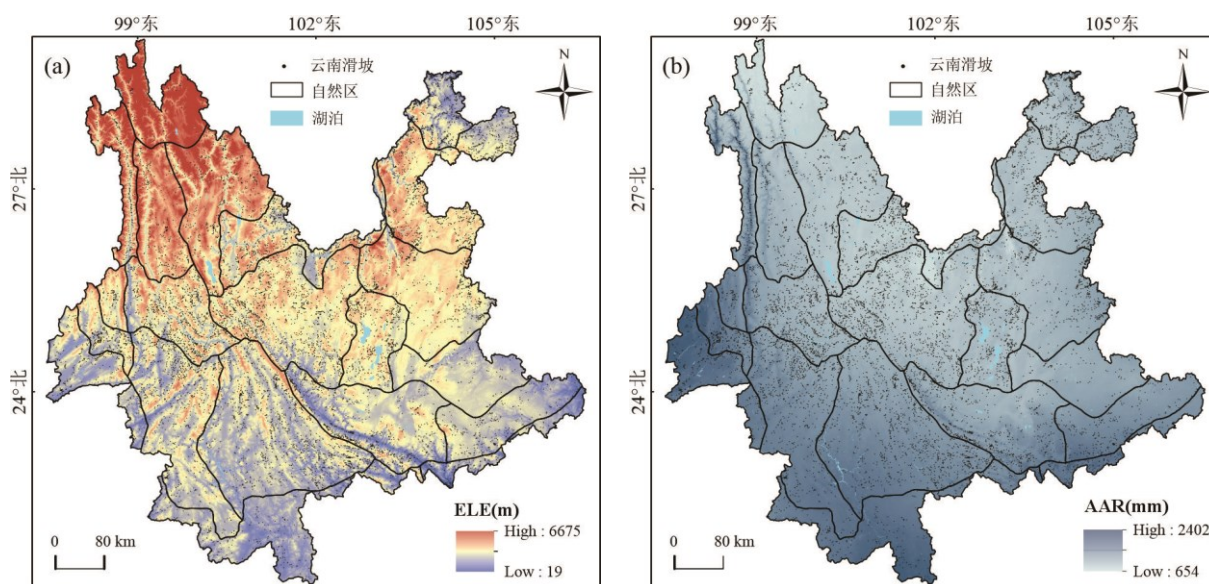 99°东
102°东
105°东
(a)
云南滑坡
自然区
湖泊
N
27°北
24°北
0
80 km
ELE(m)
High : 6675
Low : 19
99°东
102°东
105°东
(b)
云南滑坡
自然区
湖泊
N
27°北
24°北
0
80 km
AAR(mm)
High : 2402
Low : 654